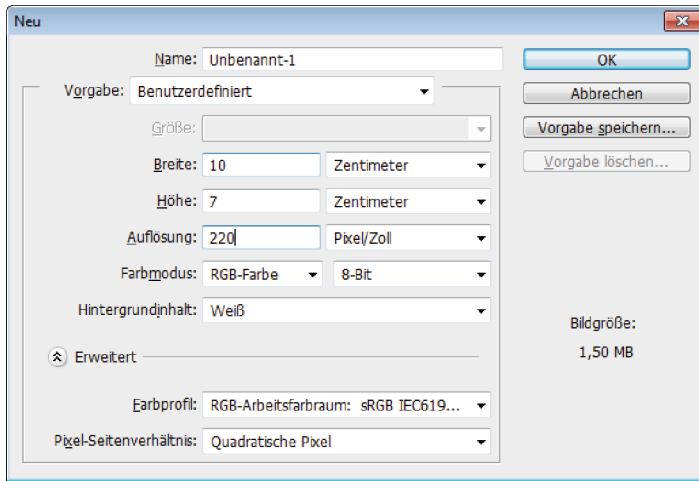 Neu
Name: Unbenannt-1
OK
Vorgabe: Benutzerdefiniert
Abbrechen
Größe:
Vorgabe speichern...
Breite: 10 Zentimeter
Vorgabe löschen...
Höhe: 7 Zentimeter
Auflösung: 220 Pixel/Zoll
Farbmodus: RGB-Farbe 8-Bit
Hintergrundinhalt: Weiß
Bildgröße:
1,50 MB
Erweitert
Farbprofil: RGB-Arbeitsfarbraum: sRGB IEC619...
Pixel-Seitenverhältnis: Quadratische Pixel